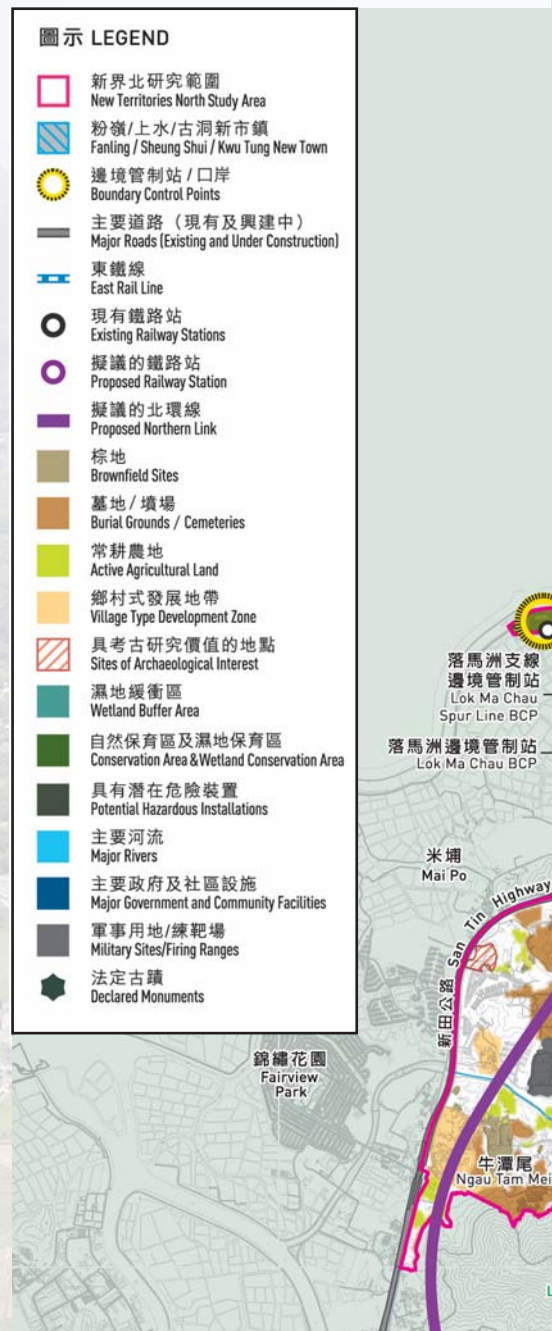 圖示 LEGEND
新界北研究範圍
New Territories North Study Area
粉嶺/上水/古洞新市鎮
Fanling / Sheung Shui / Kwu Tung New Town
邊境管制站 / 口岸
Boundary Control Points
主要道路（現有及興建中）
Major Roads (Existing and Under Construction)
東鐵線
East Rail Line
現有鐵路站
Existing Railway Stations
擬議的鐵路站
Proposed Railway Station
擬議的北環線
Proposed Northern Link
棕地
Brownfield Sites
墓地/墳場
Burial Grounds / Cemeteries
常耕農地
Active Agricultural Land
鄉村式發展地帶
Village Type Development Zone
具考古研究價值的地點
Sites of Archaeological Interest
濕地緩衝區
Wetland Buffer Area
自然保育區及濕地保育區
Conservation Area & Wetland Conservation Area
具有潛在危險裝置
Potential Hazardous Installations
主要河流
Major Rivers
主要政府及社區設施
Major Government and Community Facilities
軍事用地/練靶場
Military Sites/Firing Ranges
法定古蹟
Declared Monuments
落馬洲支線
邊境管制站
Lok Ma Chau
Spur Line BCP
落馬洲邊境管制站
Lok Ma Chau BCP
米埔
Mai Po
San Tin Highway
新田公路
錦繡花園
Fairview
Park
牛潭尾
Ngau Tam Mei